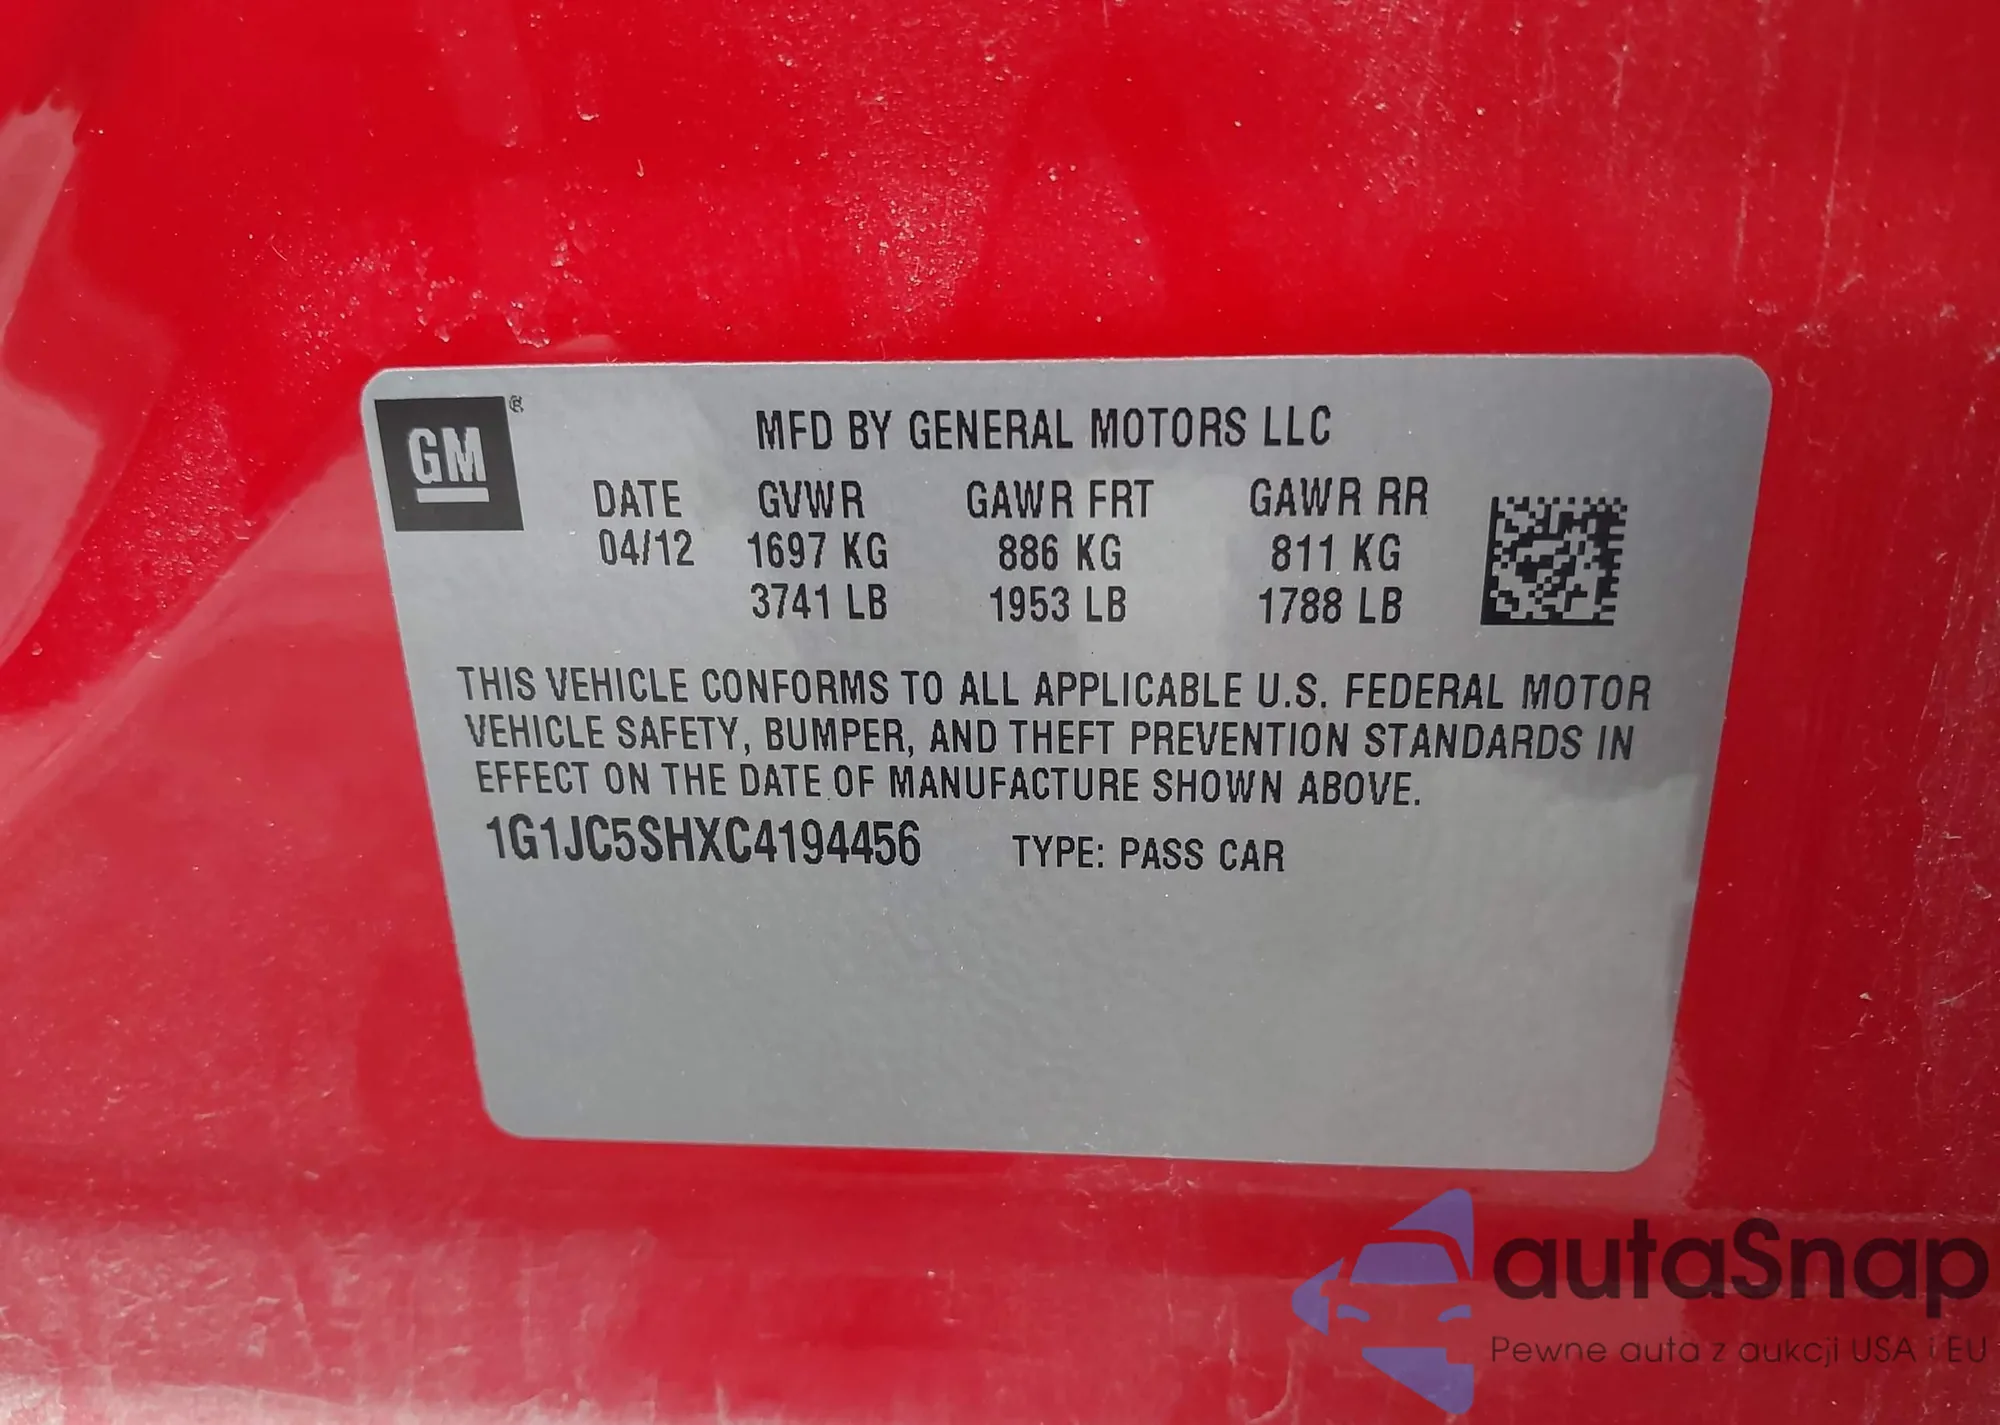 GM ®
MFD BY GENERAL MOTORS LLC
DATE GVWR GAWR FRT GAWR RR
04/12 1697 KG 886 KG 811 KG
3741 LB 1953 LB 1788 LB
THIS VEHICLE CONFORMS TO ALL APPLICABLE U.S. FEDERAL MOTOR
VEHICLE SAFETY, BUMPER, AND THEFT PREVENTION STANDARDS IN
EFFECT ON THE DATE OF MANUFACTURE SHOWN ABOVE.
1G1JC5SHXC4194456 TYPE: PASS CAR
autaSnap
Pewne auta z aukcji USA i EU